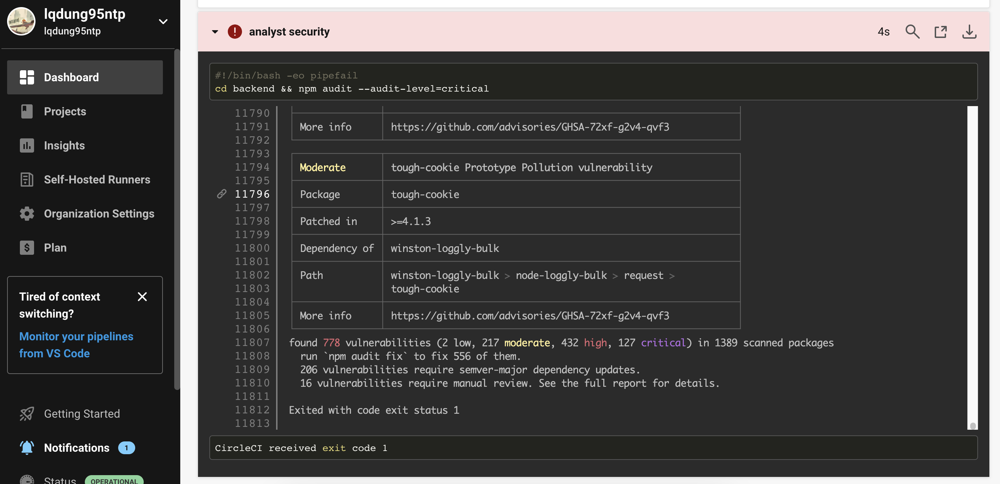 lqdung95ntp
lqdung95ntp
Dashboard
Projects
Insights
Self-Hosted Runners
Organization Settings
Plan
Tired of context
switching?
Monitor your pipelines
from VS Code
Getting Started
Notifications 1
Status OPERATIONAL
analyst security 4s
#!/bin/bash -eo pipefail
cd backend && npm audit --audit-level=critical
11790
11791 More info https://github.com/advisories/GHSA-72xf-g2v4-qvf3
11792
11793
11794 Moderate tough-cookie Prototype Pollution vulnerability
11795
11796 Package tough-cookie
11797
11798 Patched in >=4.1.3
11799
11800 Dependency of winston-loggly-bulk
11801
11802 Path winston-loggly-bulk > node-loggly-bulk > request >
11803 tough-cookie
11804
11805 More info https://github.com/advisories/GHSA-72xf-g2v4-qvf3
11806
11807 found 778 vulnerabilities (2 low, 217 moderate, 432 high, 127 critical) in 1389 scanned packages
11808 run `npm audit fix` to fix 556 of them.
11809 206 vulnerabilities require semver-major dependency updates.
11810 16 vulnerabilities require manual review. See the full report for details.
11811
11812 Exited with code exit status 1
11813
CircleCI received exit code 1